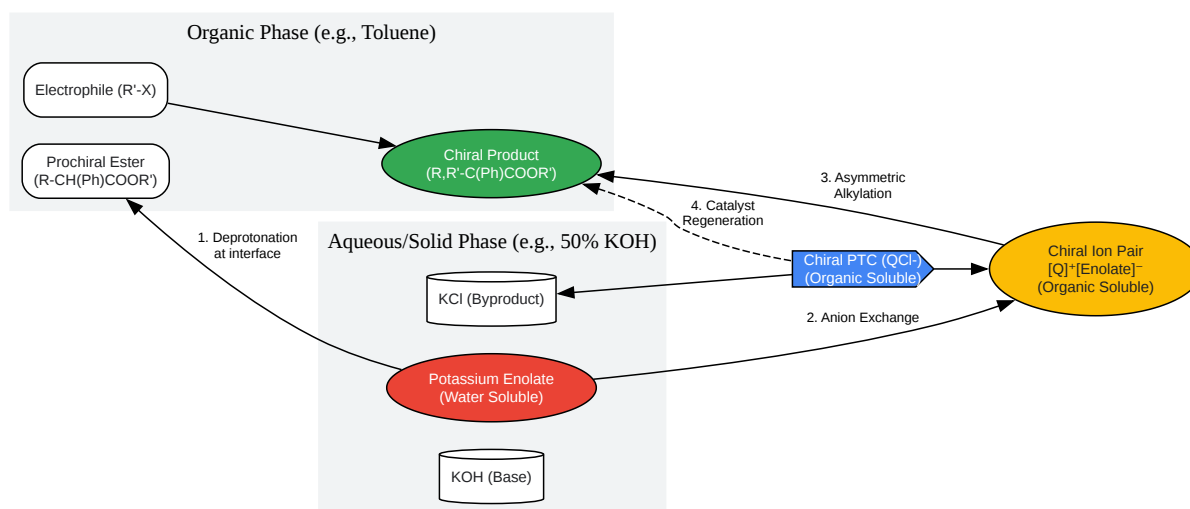 Organic Phase (e.g., Toluene)
Electrophile (R'-X)
Prochiral Ester
(R-CH(Ph)COOR')
Chiral Product
(R,R'-C(Ph)COOR')
3. Asymmetric
Alkylation
4. Catalyst
Regeneration
1. Deprotonation
at interface
Aqueous/Solid Phase (e.g., 50% KOH)
Chiral PTC (QCl-)
(Organic Soluble)
Chiral Ion Pair
[Q]⁺[Enolate]⁻
(Organic Soluble)
KCl (Byproduct)
2. Anion Exchange
Potassium Enolate
(Water Soluble)
KOH (Base)